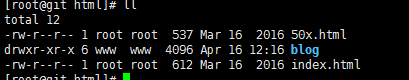 [root@git html]# ll
total 12
-rw-r--r-- 1 root root  537 Mar 16  2016 50x.html
drwxr-xr-x 6 www  www  4096 Apr 16 12:16 blog
-rw-r--r-- 1 root root  612 Mar 16  2016 index.html
[root@git html]#